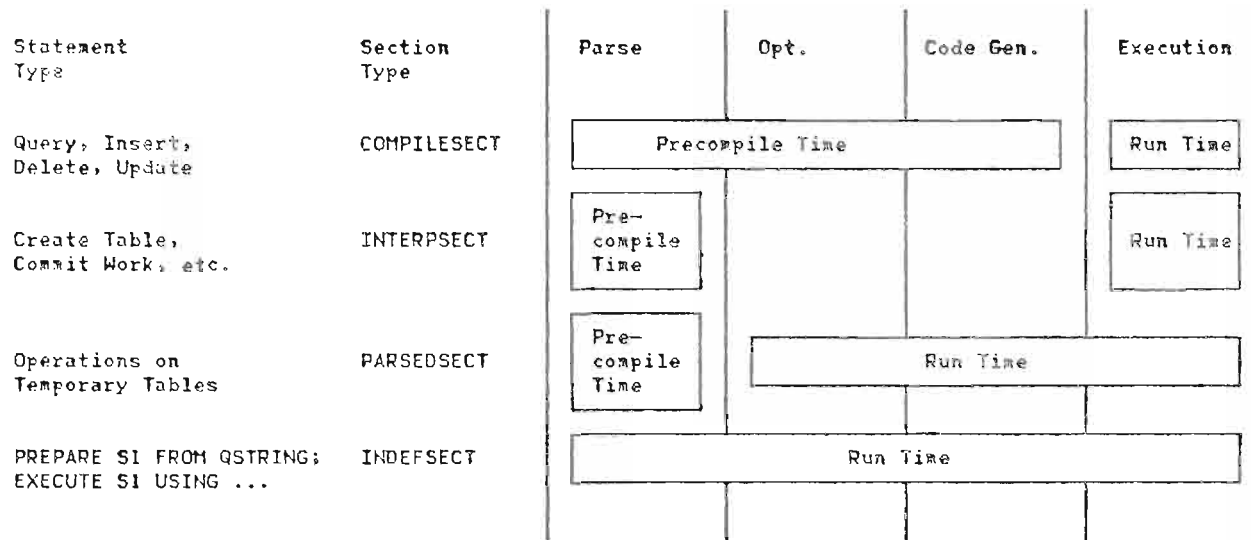 Statement Type
Section Type
Parse
Opt.
Code Gen.
Execution
Query, Insert,
Delete, Update
COMPILESECT
Precompile Time
Run Time
Create Table,
Commit Work, etc.
INTERPSECT
Pre-
compile
Time
Run Time
Operations on
Temporary Tables
PARSEDSECT
Pre-
compile
Time
Run Time
PREPARE S1 FROM QSTRING;
EXECUTE S1 USING ...
INDEFSECT
Run Time